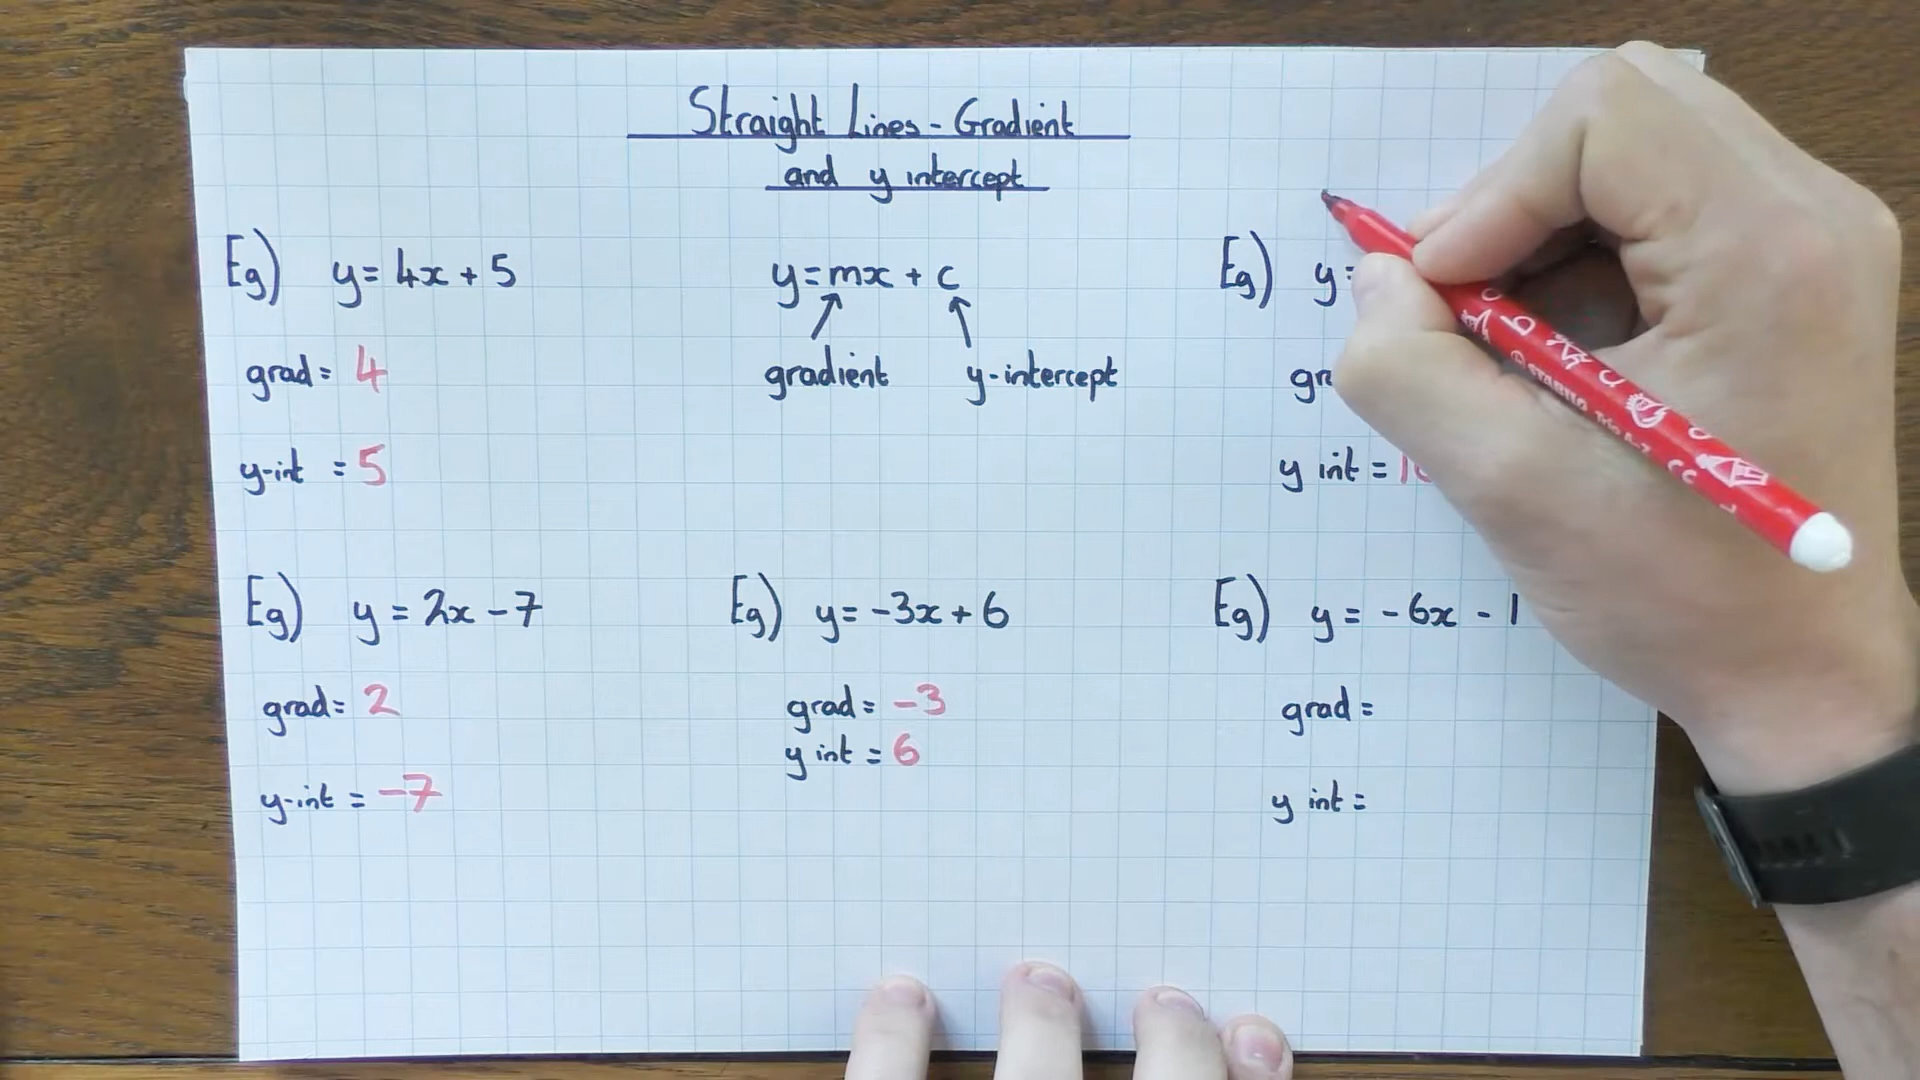 Straight Lines - Gradient
and y intercept
Eg) y = 4x + 5
grad = 4
y-int = 5
y = mx + c
gradient y-intercept
Eg) y =
y int =
Eg) y = 2x - 7
grad = 2
y-int = -7
Eg) y = -3x + 6
grad = -3
y int = 6
Eg) y = -6x - 1
grad =
y int =